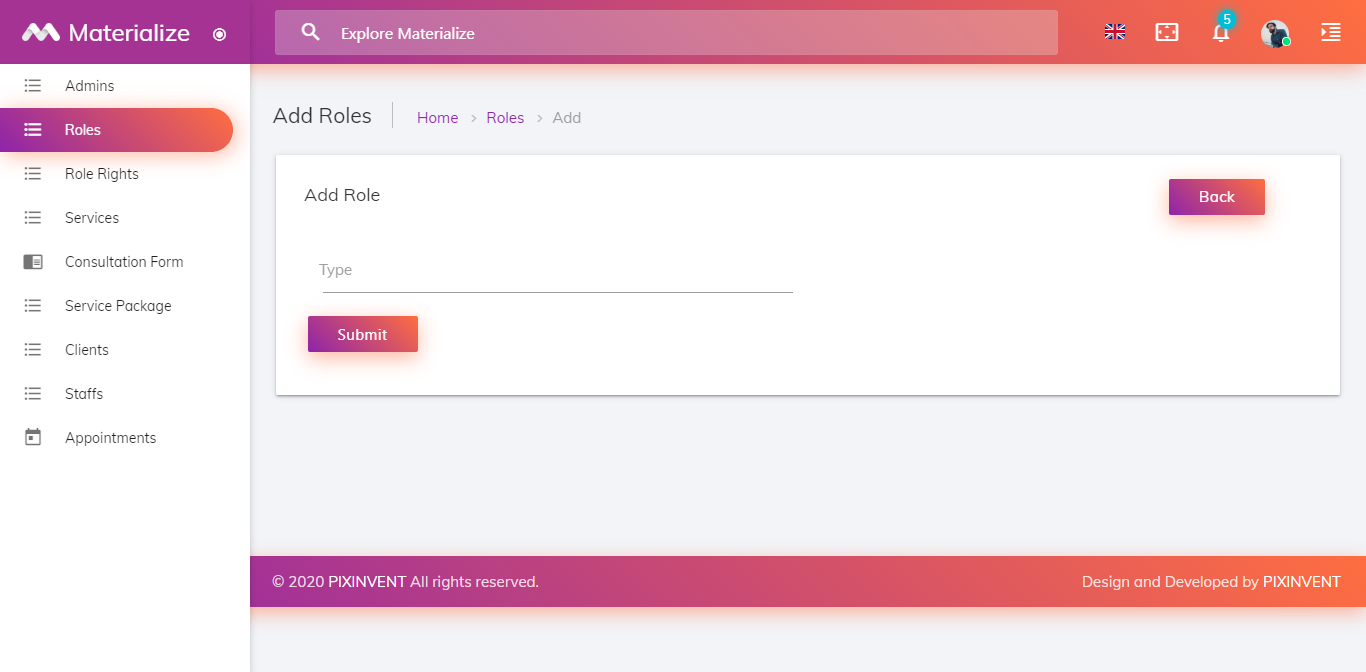 Materialize
Explore Materialize
5
Admins
Roles
Role Rights
Services
Consultation Form
Service Package
Clients
Staffs
Appointments
Add Roles
Home > Roles > Add
Add Role
Back
Type
Submit
© 2020 PIXINVENT All rights reserved.
Design and Developed by PIXINVENT